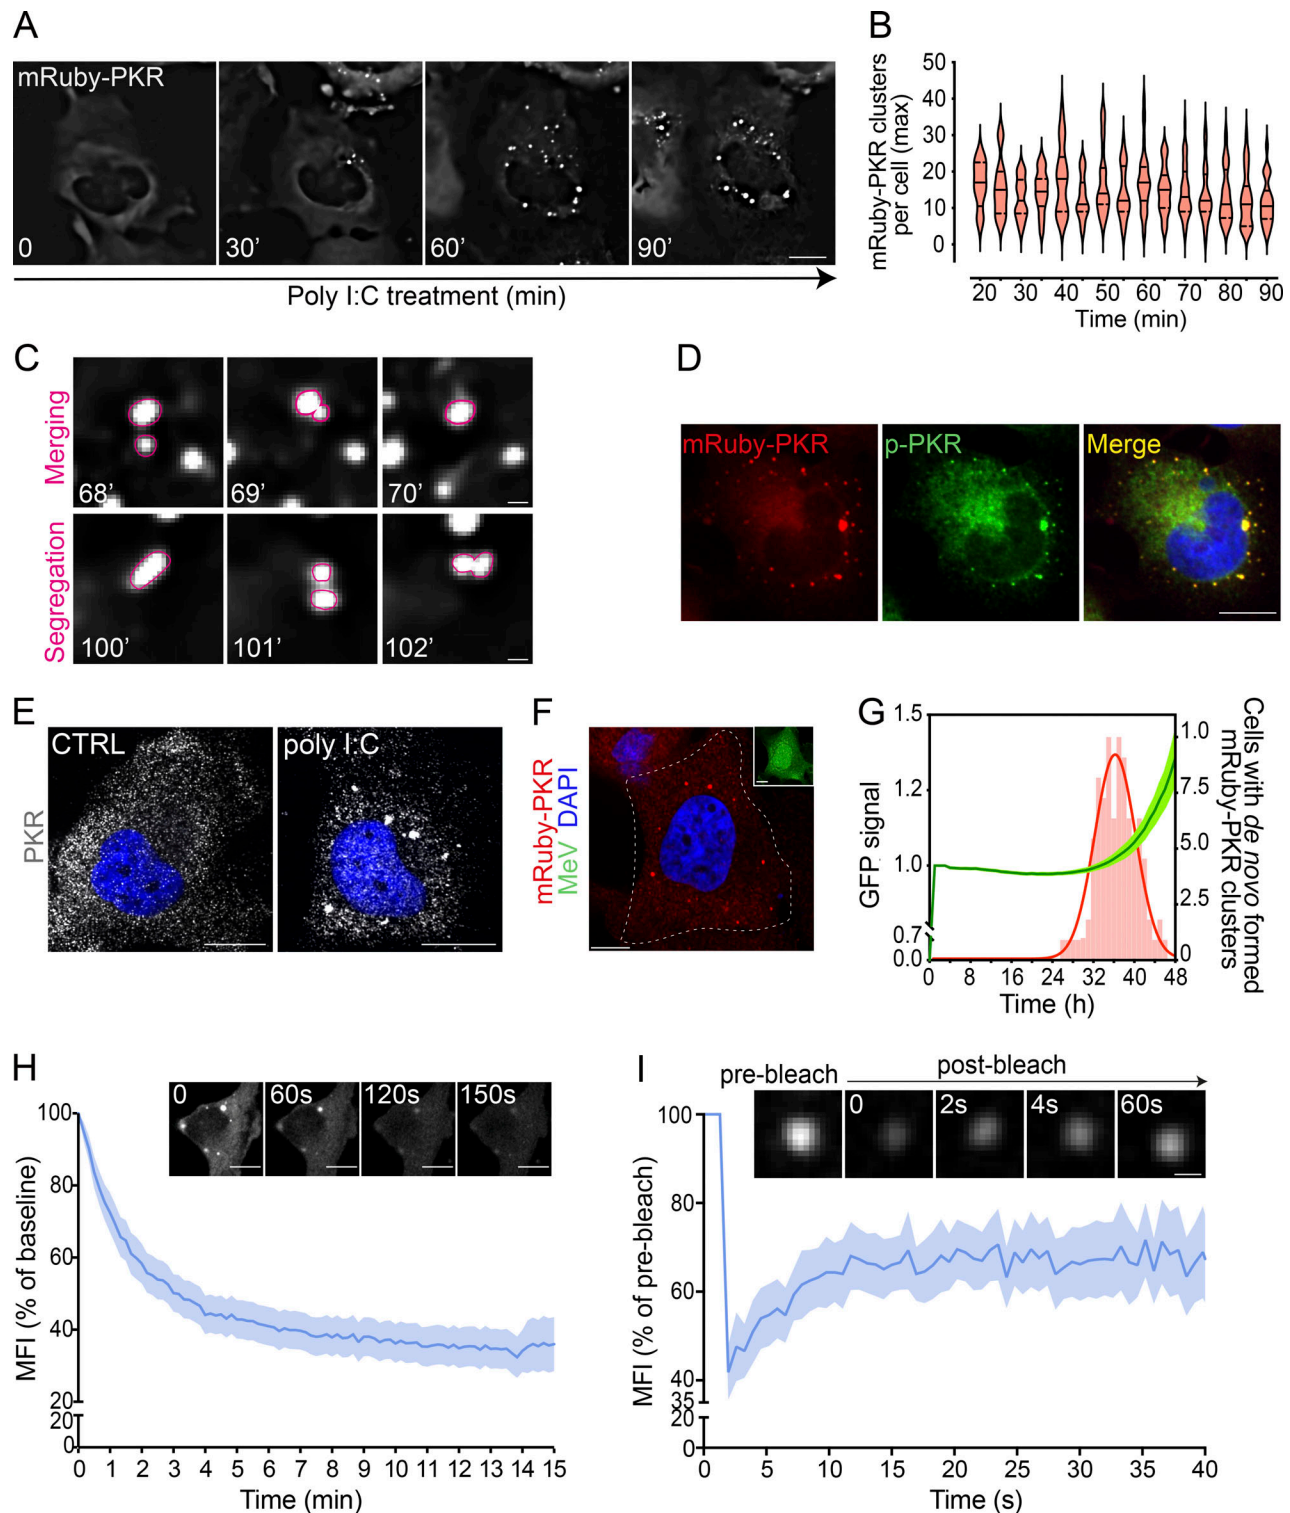 A
mRuby-PKR
0
30'
60'
90'
Poly I:C treatment (min)
B
mRuby-PKR clusters
per cell (max)
50
40
30
20
10
0
20 30 40 50 60 70 80 90
Time (min)
C
Merging
68'
69'
70'
Segregation
100'
101'
102'
D
mRuby-PKR
p-PKR
Merge
E
PKR
CTRL
poly I:C
F
mRuby-PKR
MeV DAPI
G
GFP signal
1.5
1.2
1.0
0.7
0.0
0 8 16 24 32 40 48
Time (h)
1.0
.7.5
5.0
.2.5
0
Cells with de novo formed
mRuby-PKR clusters
H
0
60s
120s
150s
MFI (% of baseline)
100
80
60
40
20
20
0
0 1 2 3 4 5 6 7 8 9 10 11 12 13 14 15
Time (min)
I
pre-bleach
post-bleach
0
2s
4s
60s
MFI (% of pre-bleach)
100
80
60
40
35
20
0
0 5 10 15 20 25 30 35 40
Time (s)